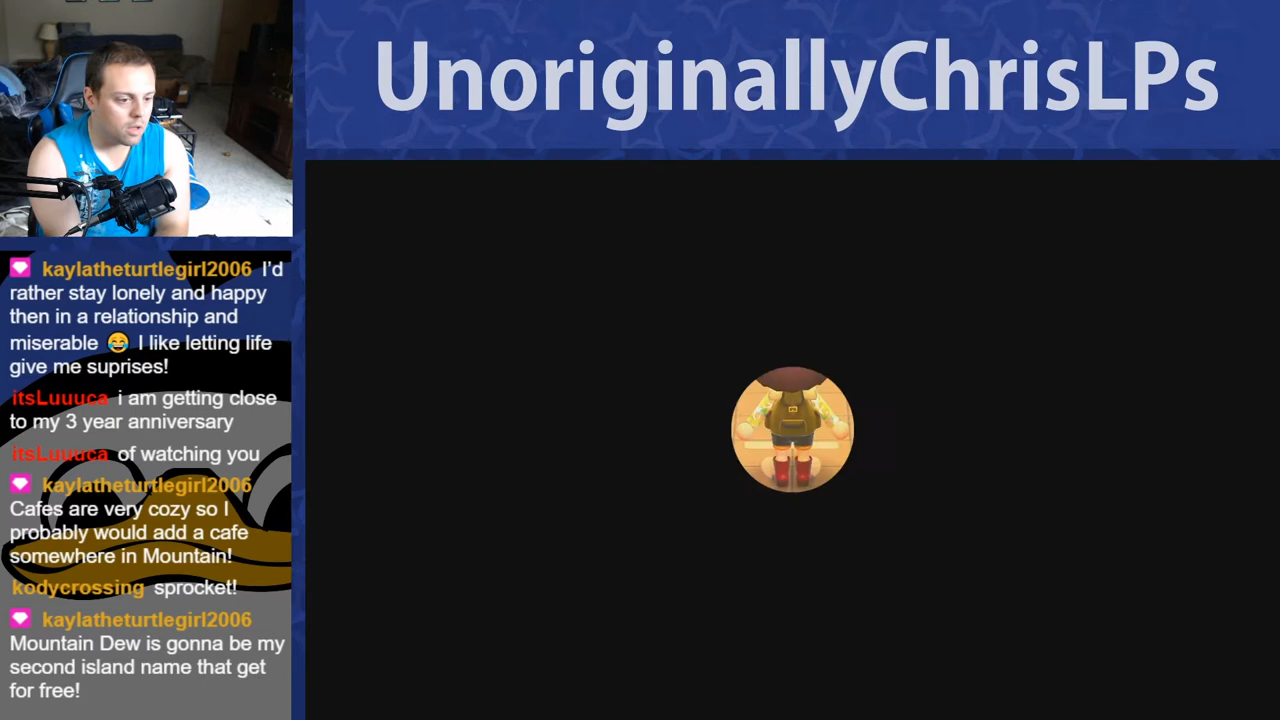 UnoriginallyChrisLPs
kaylatheturtlegirl2006 I'd
rather stay lonely and happy
then in a relationship and
miserable 😂 I like letting life
give me suprises!
itsLuuuca i am getting close
to my 3 year anniversary
itsLuuuca of watching you
kaylatheturtlegirl2006
Cafes are very cozy so I
probably would add a cafe
somewhere in Mountain!
kodycrossing sprocket!
kaylatheturtlegirl2006
Mountain Dew is gonna be my
second island name that get
for free!